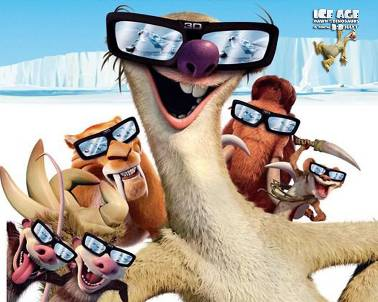 ICE AGE
DAWN OF THE DINOSAURS
3D